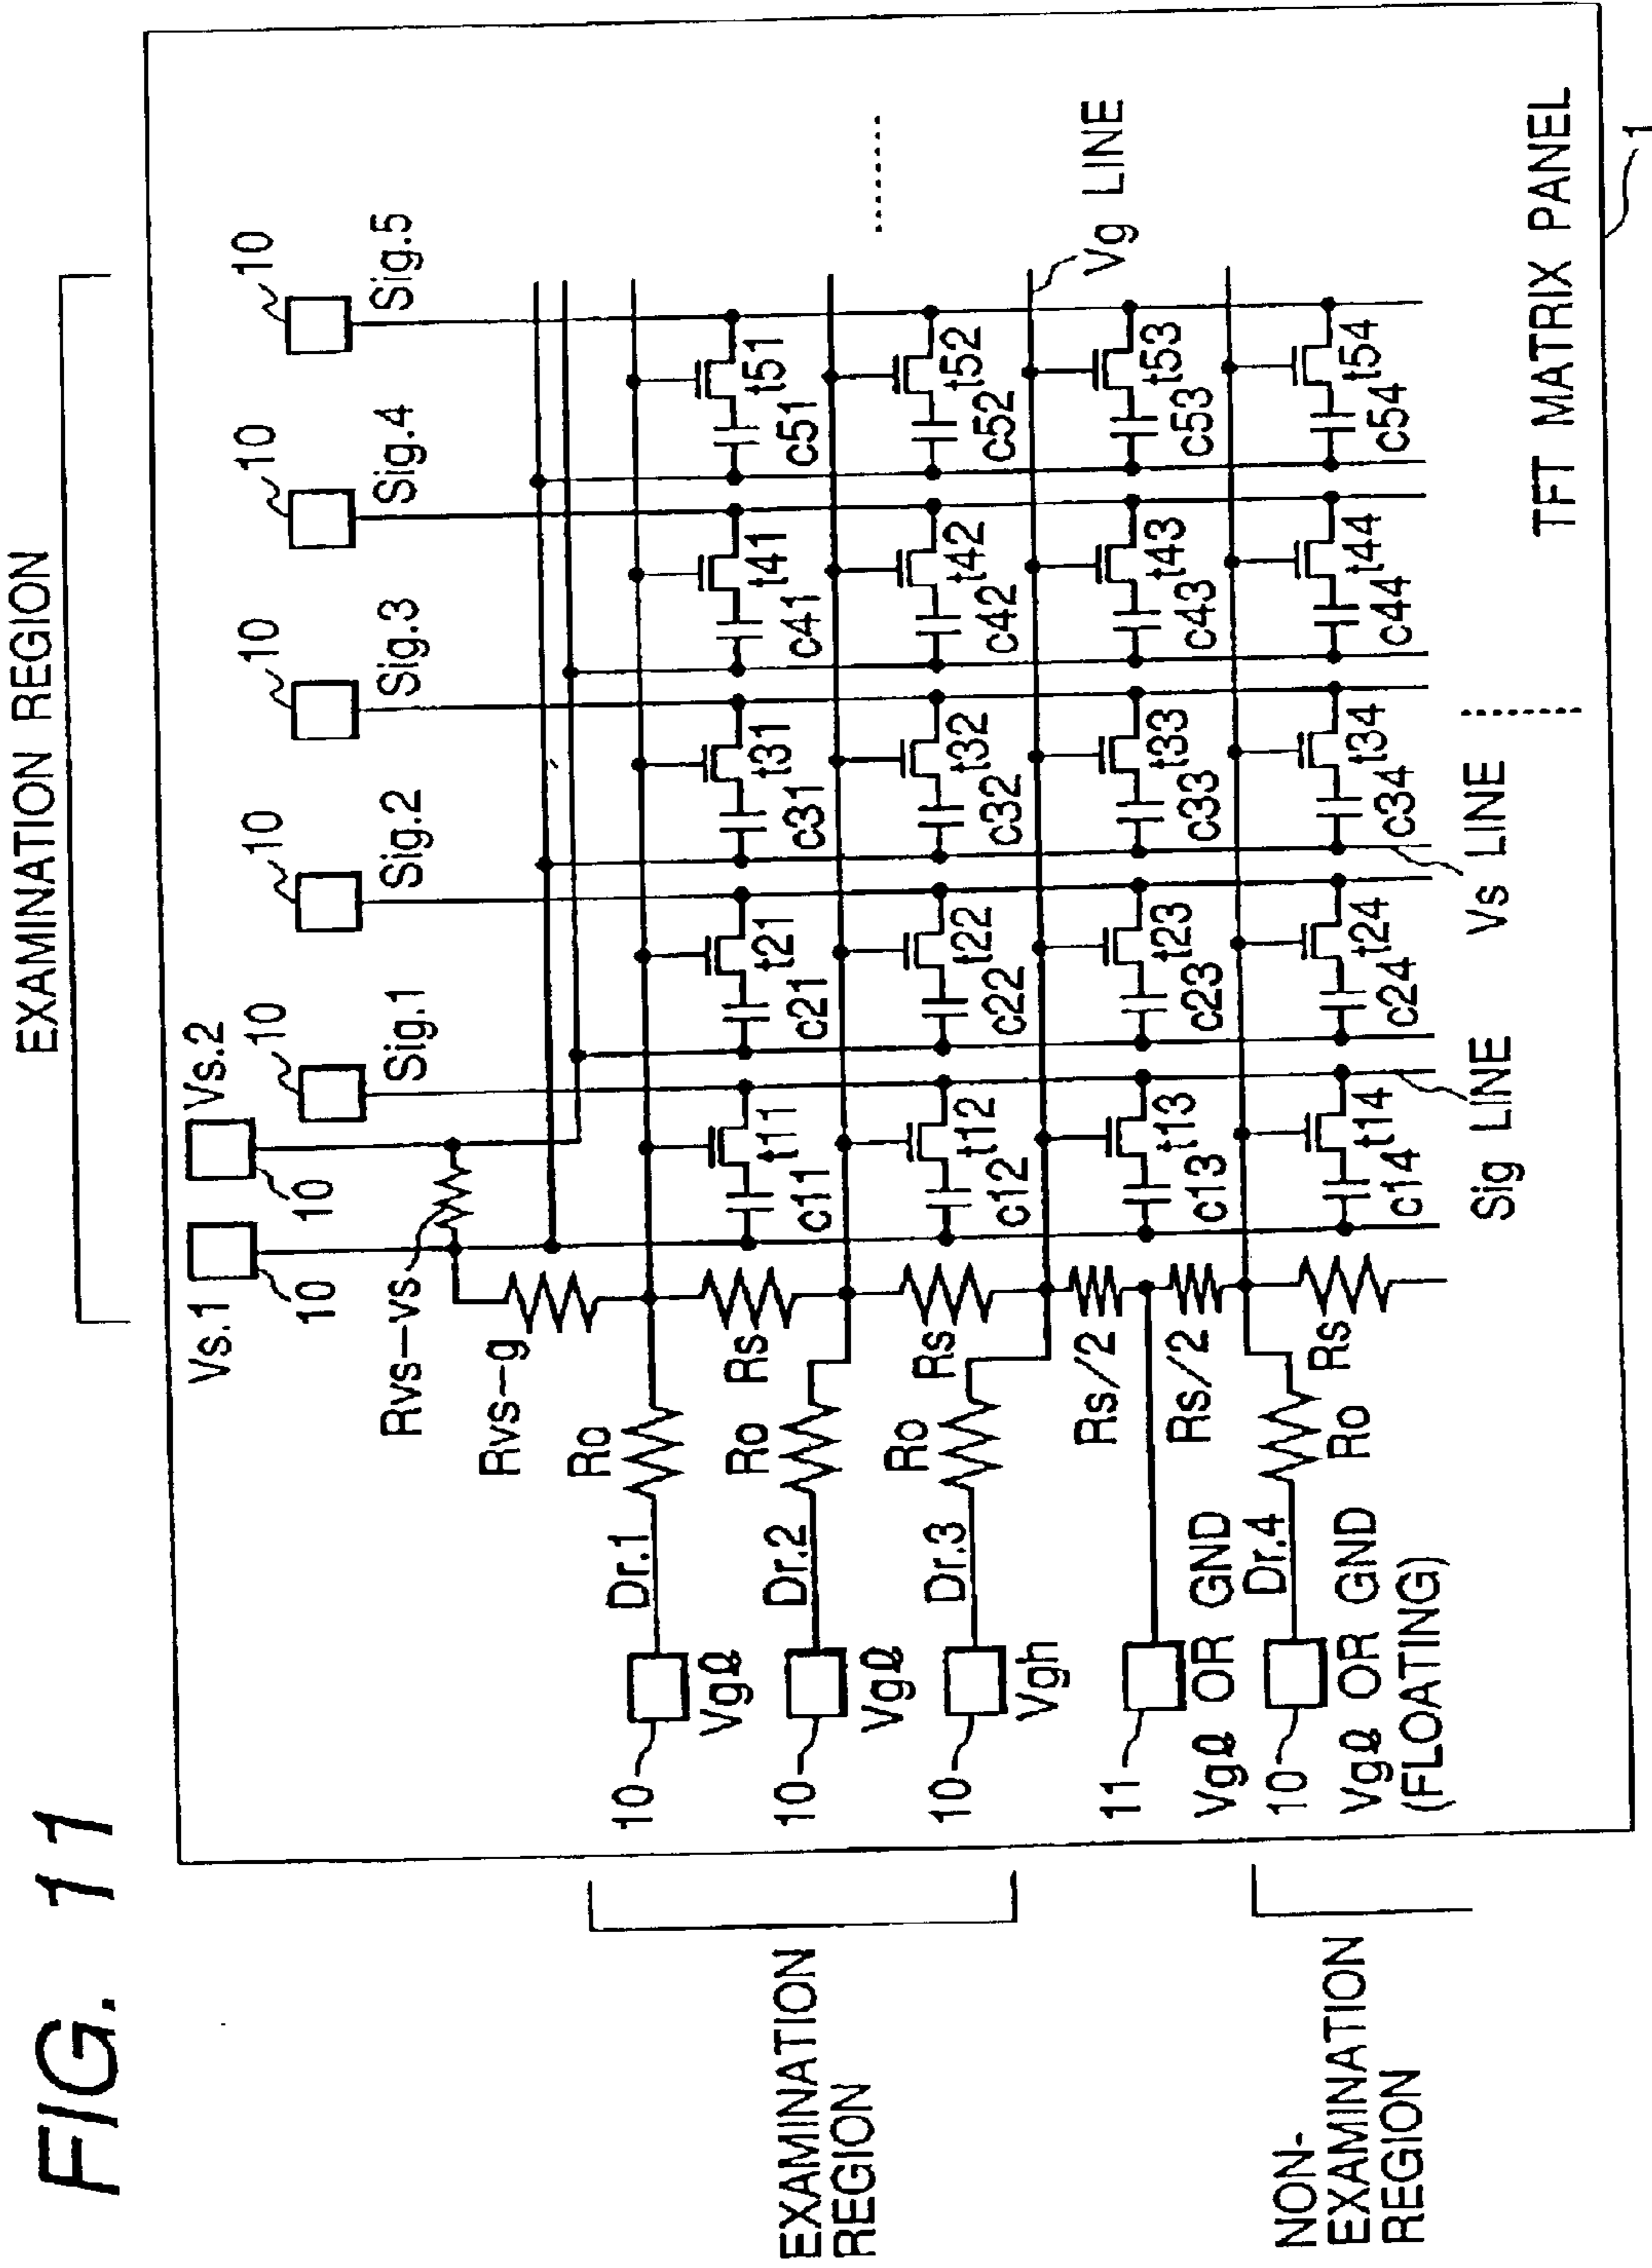 FIG. 11
EXAMINATION REGION
Vs.1
Vs.2
10
10
10
10
10
10
10
Sig.1
Sig.2
Sig.3
Sig.4
Sig.5
Rvs-vs
Rvs-g
EXAMINATION
REGION
10
Vgℓ
Dr.1
Ro
Rs
c11
t11
c21
t21
c31
t31
c41
t41
c51
t51
10
Vgℓ
Dr.2
Ro
Rs
c12
t12
c22
t22
c32
t32
c42
t42
c52
t52
10
Vgh
Dr.3
Ro
Rs/2
c13
t13
c23
t23
c33
t33
c43
t43
c53
t53
Vg LINE
11
Vgℓ OR GND
Rs/2
NON-
EXAMINATION
REGION
10
Dr.4
Ro
Rs
Vgℓ OR GND
(FLOATING)
c14
t14
c24
t24
c34
t34
c44
t44
c54
t54
Sig LINE
Vs LINE
TFT MATRIX PANEL
1